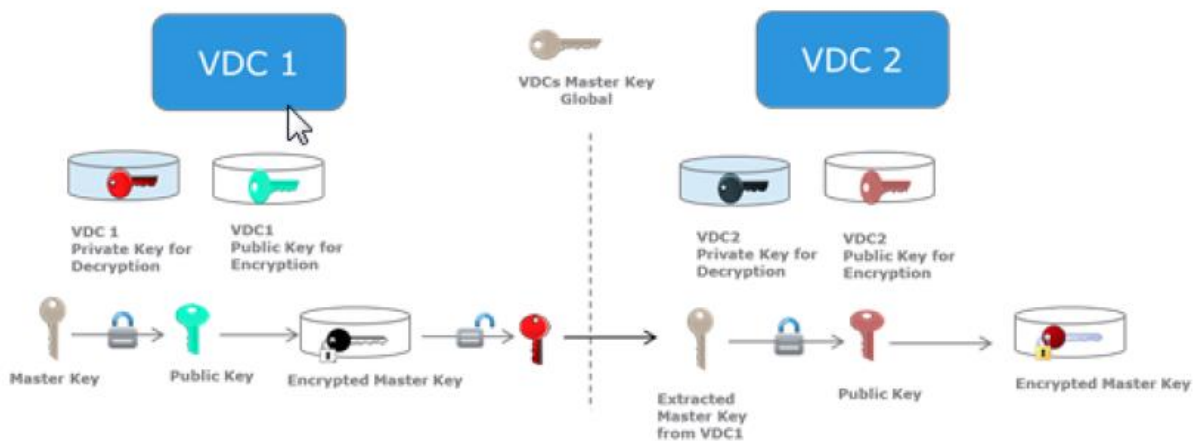 VDC 1
VDCs Master Key
Global
VDC 2
VDC 1
Private Key for
Decryption
VDC1
Public Key for
Encryption
VDC2
Private Key for
Decryption
VDC2
Public Key for
Encryption
Master Key
Public Key
Encrypted Master Key
Extracted
Master Key
from VDC1
Public Key
Encrypted Master Key